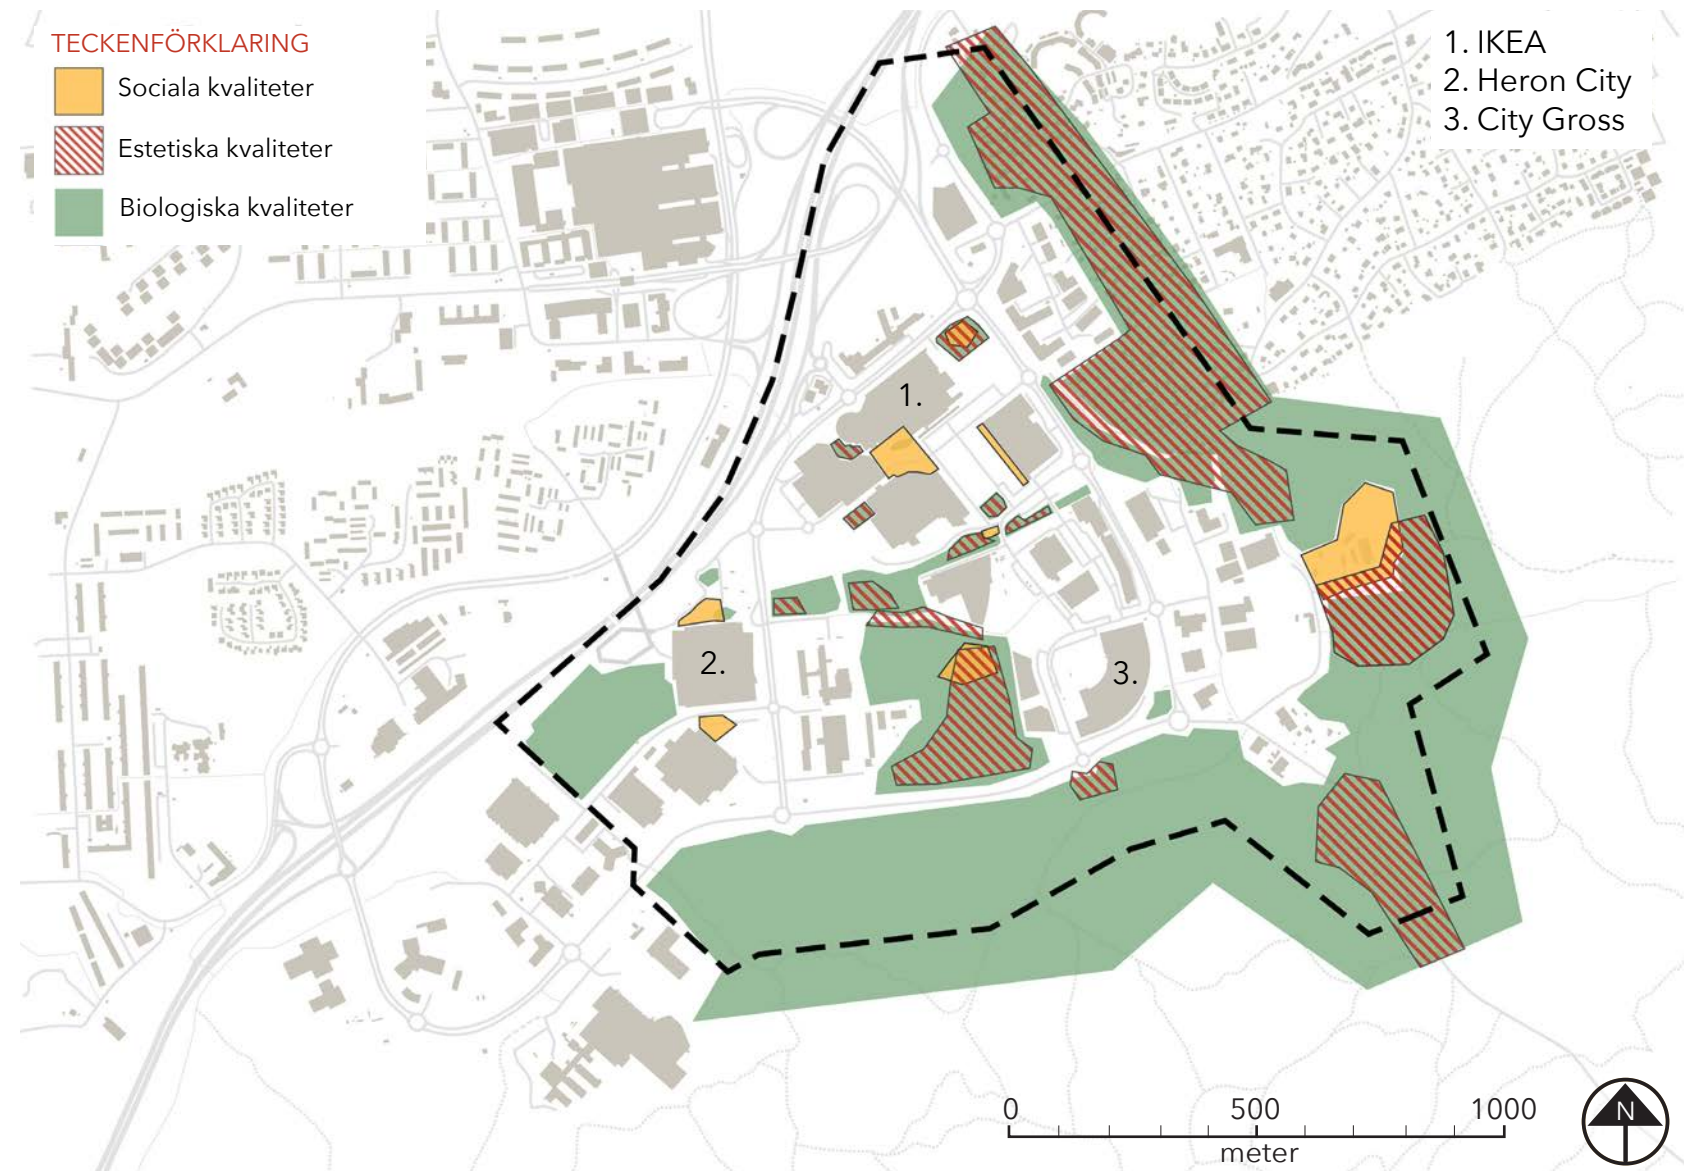 TECKENFÖRKLARING
Sociala kvaliteter
Estetiska kvaliteter
Biologiska kvaliteter
1. IKEA
2. Heron City
3. City Gross
1.
2.
3.
0 500 1000
meter
N